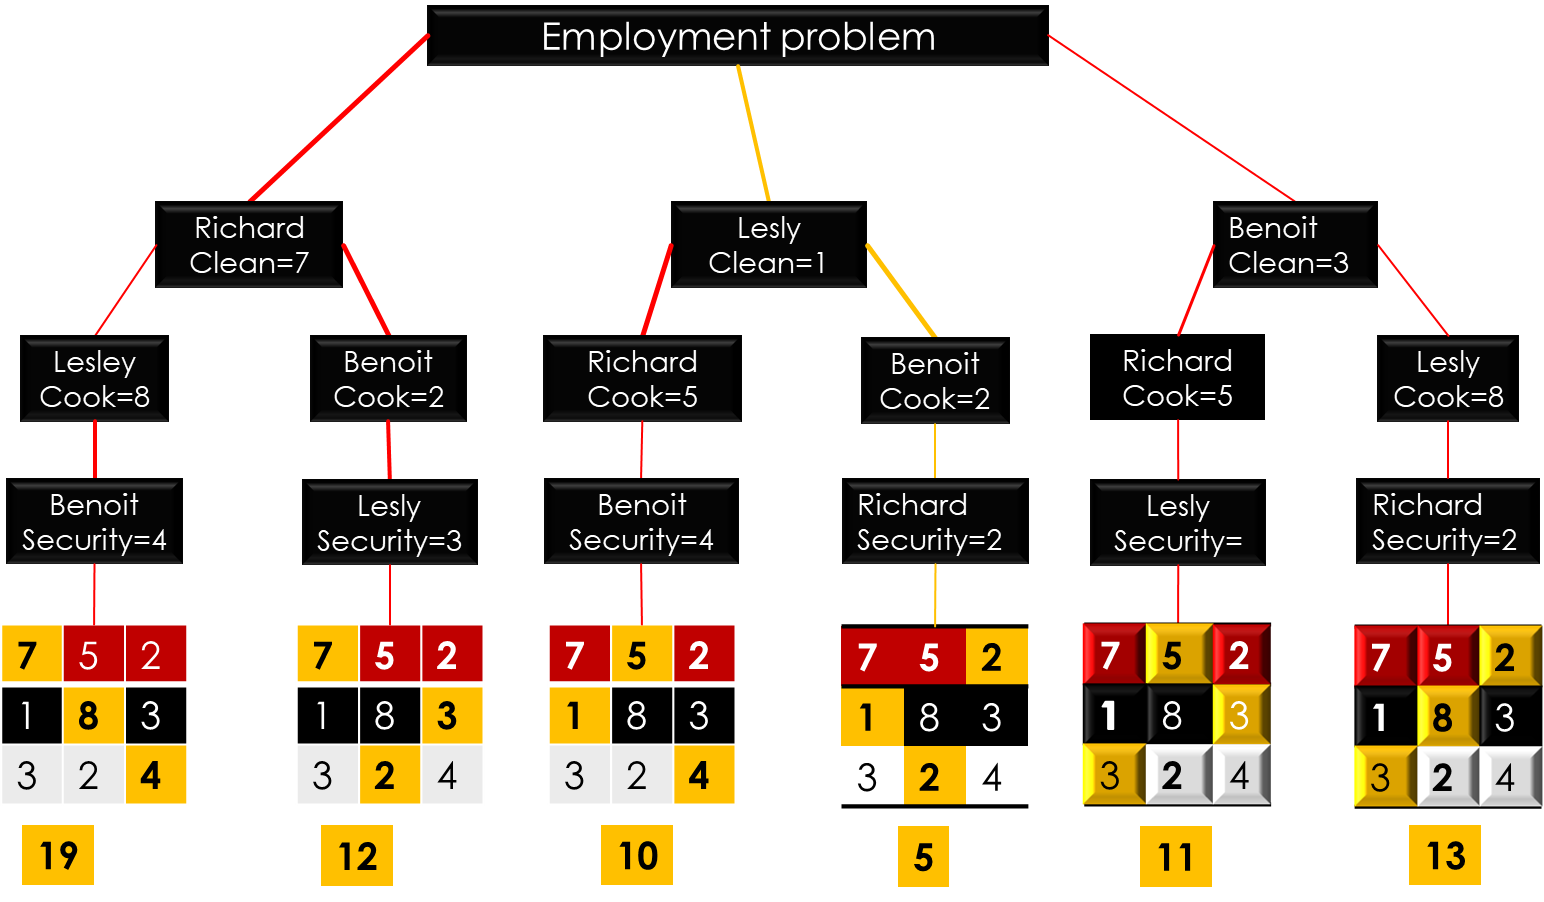 Employment problem
Richard
Clean=7
Lesly
Clean=1
Benoit
Clean=3
Lesley
Cook=8
Benoit
Cook=2
Richard
Cook=5
Benoit
Cook=2
Richard
Cook=5
Lesly
Cook=8
Benoit
Security=4
Lesly
Security=3
Benoit
Security=4
Richard
Security=2
Lesly
Security=
Richard
Security=2
7 5 2
1 8 3
3 2 4
7 5 2
1 8 3
3 2 4
7 5 2
1 8 3
3 2 4
7 5 2
1 8 3
3 2 4
7 5 2
1 8 3
3 2 4
7 5 2
1 8 3
3 2 4
19
12
10
5
11
13